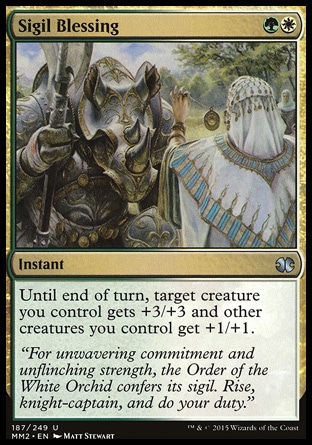 Sigil Blessing
Instant
Until end of turn, target creature
you control gets +3/+3 and other
creatures you control get +1/+1.
"For unwavering commitment and
unflinching strength, the Order of the
White Orchid confers its sigil. Rise,
knight-captain, and do your duty."
187/249 U
MM2 • EN Matt Stewart
™ & © 2015 Wizards of the Coast